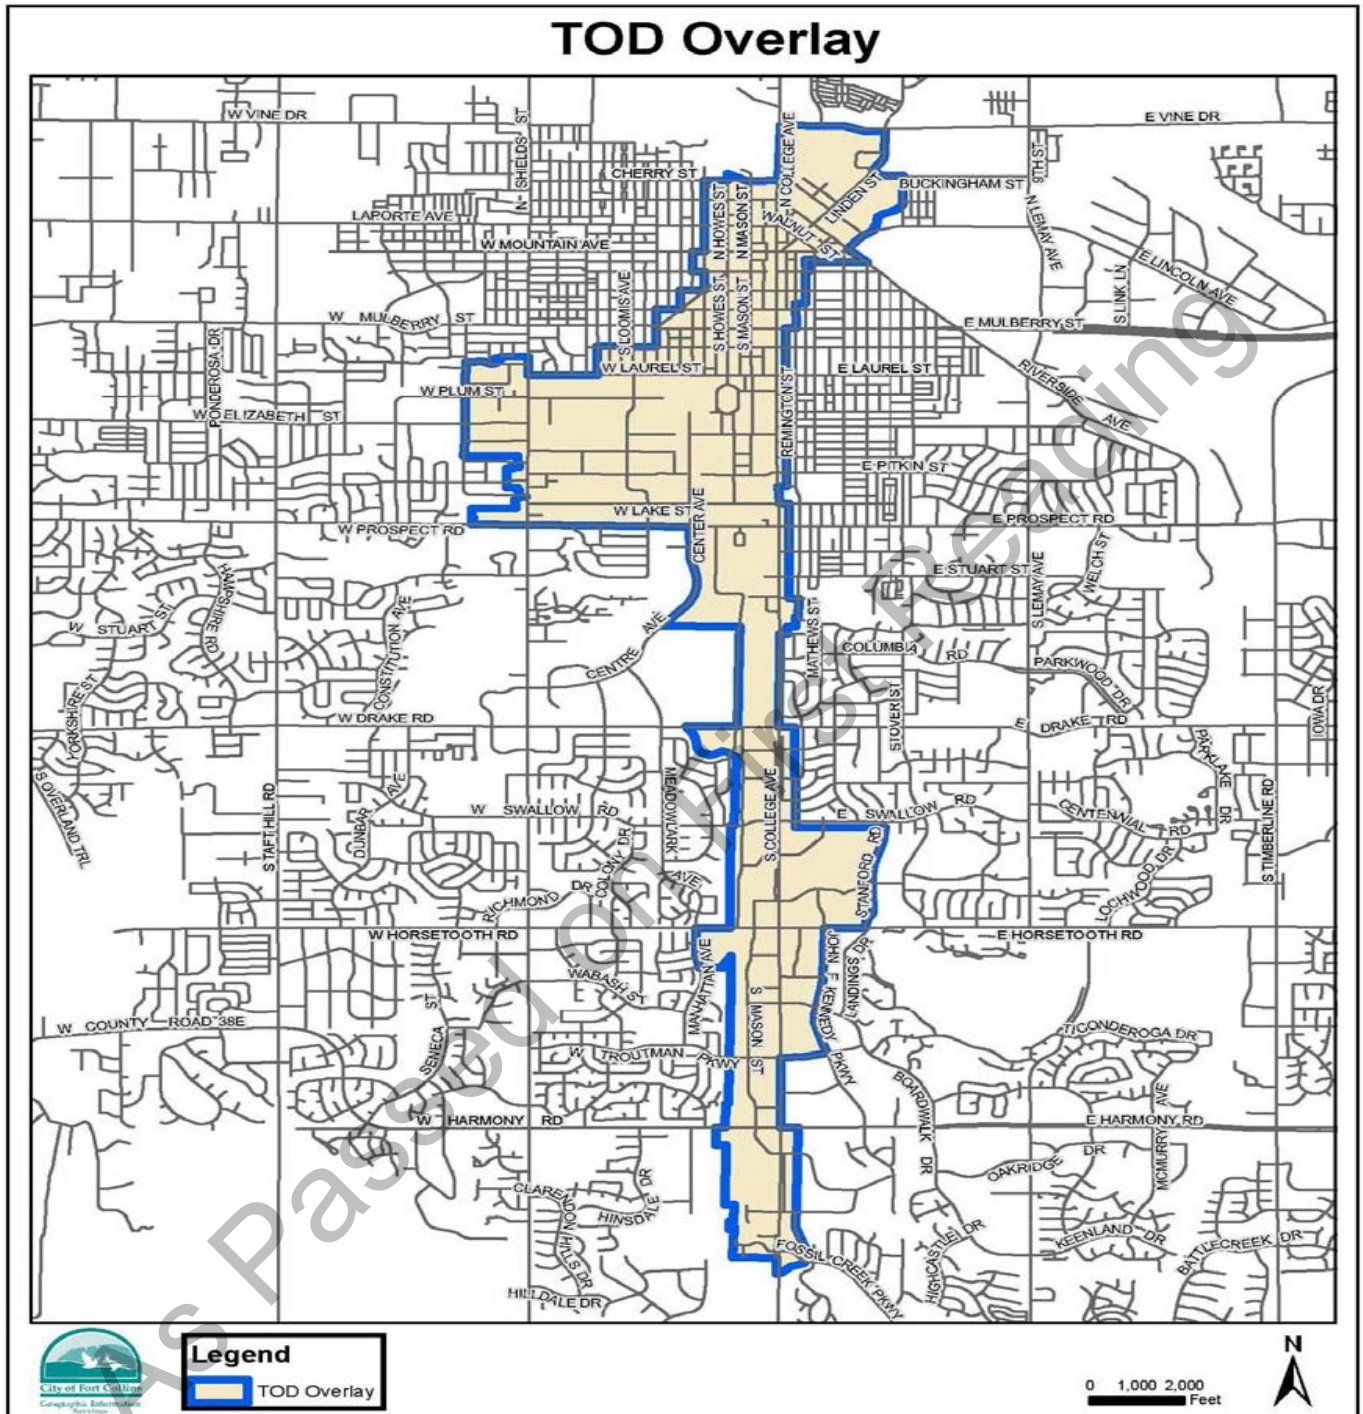 TOD Overlay
W VINE DR
E VINE DR
N SHIELDS ST
N COLLEGE AVE
9TH ST
CHERRY ST
BUCKINGHAM ST
LINDEN ST
LAPORTE AVE
N HOWES ST
N MASON ST
WALNUT ST
N LEMAY AVE
W MOUNTAIN AVE
E LINCOLN AVE
S LINK LN
S LOOMIS AVE
S HOWES ST
S MASON ST
W MULBERRY ST
E MULBERRY ST
PONDEROSA DR
W LAUREL ST
E LAUREL ST
RIVERSIDE AVE
W PLUM ST
W ELIZABETH ST
REMINGTON ST
E PITKIN ST
W LAKE ST
CENTER AVE
W PROSPECT RD
E PROSPECT RD
HAMPSHIRE RD
E STUART ST
S LEMAY AVE
WELCH ST
W STUART ST
CONSTITUTION AVE
CENTRE AVE
MATHEWS ST
COLUMBIA RD
PARKWOOD DR
YORKSHIRE ST
W DRAKE RD
STOVER ST
E DRAKE RD
IOWA DR
S OVERLAND TRL
S TAFT HILL RD
DUNBAR AVE
W SWALLOW RD
MEADOWLARK AVE
S COLLEGE AVE
E SWALLOW RD
CENTENNIAL RD
PARKLAKE DR
S TIMBERLINE RD
COLONY DR
RICHMOND DR
STANFORD RD
LOCHWOOD DR
W HORSETOOTH RD
E HORSETOOTH RD
MANHATTAN AVE
JOHN F KENNEDY PKWY
LANDINGS DR
WABASH ST
S MASON ST
W COUNTY ROAD 38E
SENECA ST
TICONDEROGA DR
W TROUTMAN PKWY
BOARDWALK DR
MCMURRY AVE
W HARMONY RD
E HARMONY RD
OAKRIDGE DR
CLARENDON HILLS DR
HINSDALE DR
FOSSIL CREEK PKWY
HIGHCASTLE DR
KEENLAND DR
BATTLECREEK DR
HILLDALE DR
As Passed on First Reading
City of Fort Collins
Geographic Information
Services
Legend
TOD Overlay
0 1,000 2,000
Feet
N